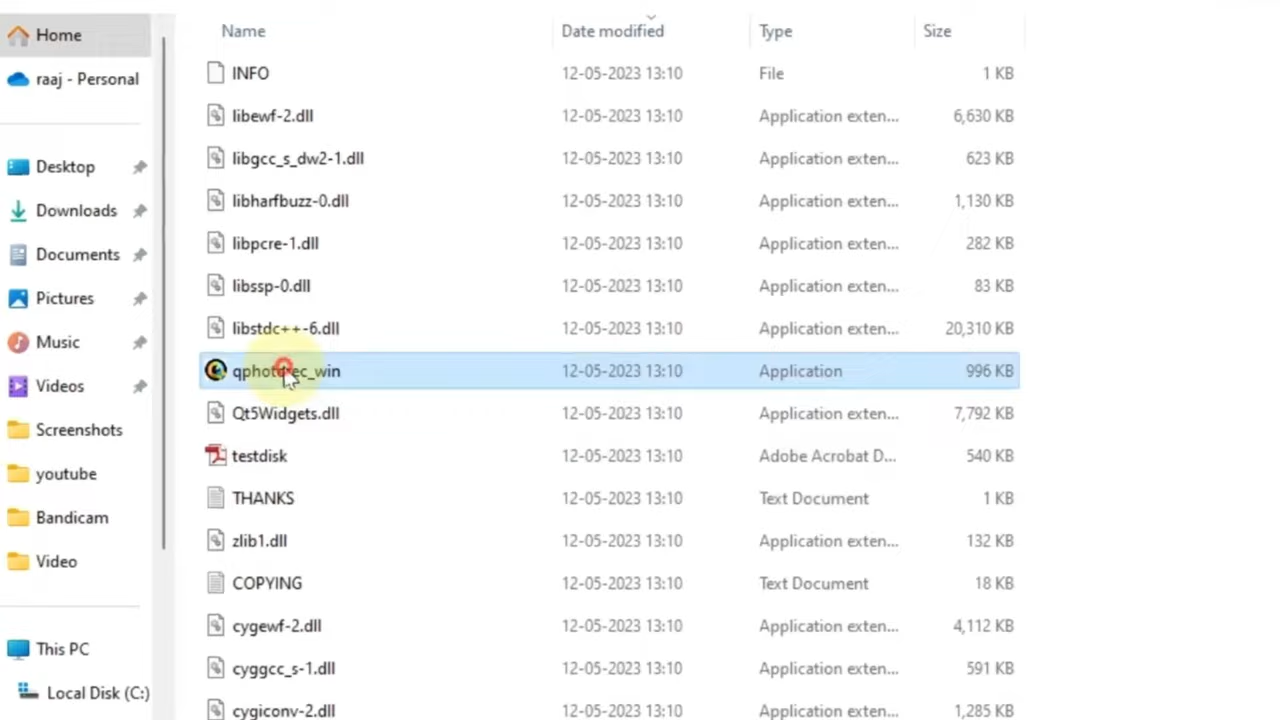 Home
raaj - Personal
Desktop
Downloads
Documents
Pictures
Music
Videos
Screenshots
youtube
Bandicam
Video
This PC
Local Disk (C:)
Name Date modified Type Size
INFO 12-05-2023 13:10 File 1 KB
libewf-2.dll 12-05-2023 13:10 Application exten... 6,630 KB
libgcc_s_dw2-1.dll 12-05-2023 13:10 Application exten... 623 KB
libharfbuzz-0.dll 12-05-2023 13:10 Application exten... 1,130 KB
libpcre-1.dll 12-05-2023 13:10 Application exten... 282 KB
libssp-0.dll 12-05-2023 13:10 Application exten... 83 KB
libstdc++-6.dll 12-05-2023 13:10 Application exten... 20,310 KB
qphotorec_win 12-05-2023 13:10 Application 996 KB
Qt5Widgets.dll 12-05-2023 13:10 Application exten... 7,792 KB
testdisk 12-05-2023 13:10 Adobe Acrobat D... 540 KB
THANKS 12-05-2023 13:10 Text Document 1 KB
zlib1.dll 12-05-2023 13:10 Application exten... 132 KB
COPYING 12-05-2023 13:10 Text Document 18 KB
cygewf-2.dll 12-05-2023 13:10 Application exten... 4,112 KB
cyggcc_s-1.dll 12-05-2023 13:10 Application exten... 591 KB
cygiconv-2.dll 12-05-2023 13:10 Application exten... 1,285 KB